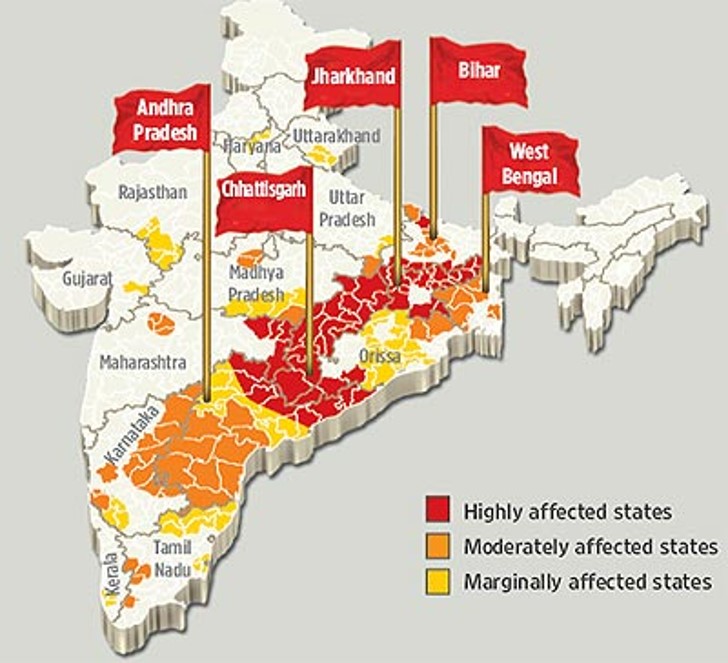 Jharkhand
Bihar
Andhra
Pradesh
Haryana
Uttarakhand
West
Bengal
Rajasthan
Chhattisgarh
Uttar
Pradesh
Gujarat
Madhya
Pradesh
Maharashtra
Orissa
Karnataka
Highly affected states
Moderately affected states
Marginally affected states
Tamil
Nadu
Kerala